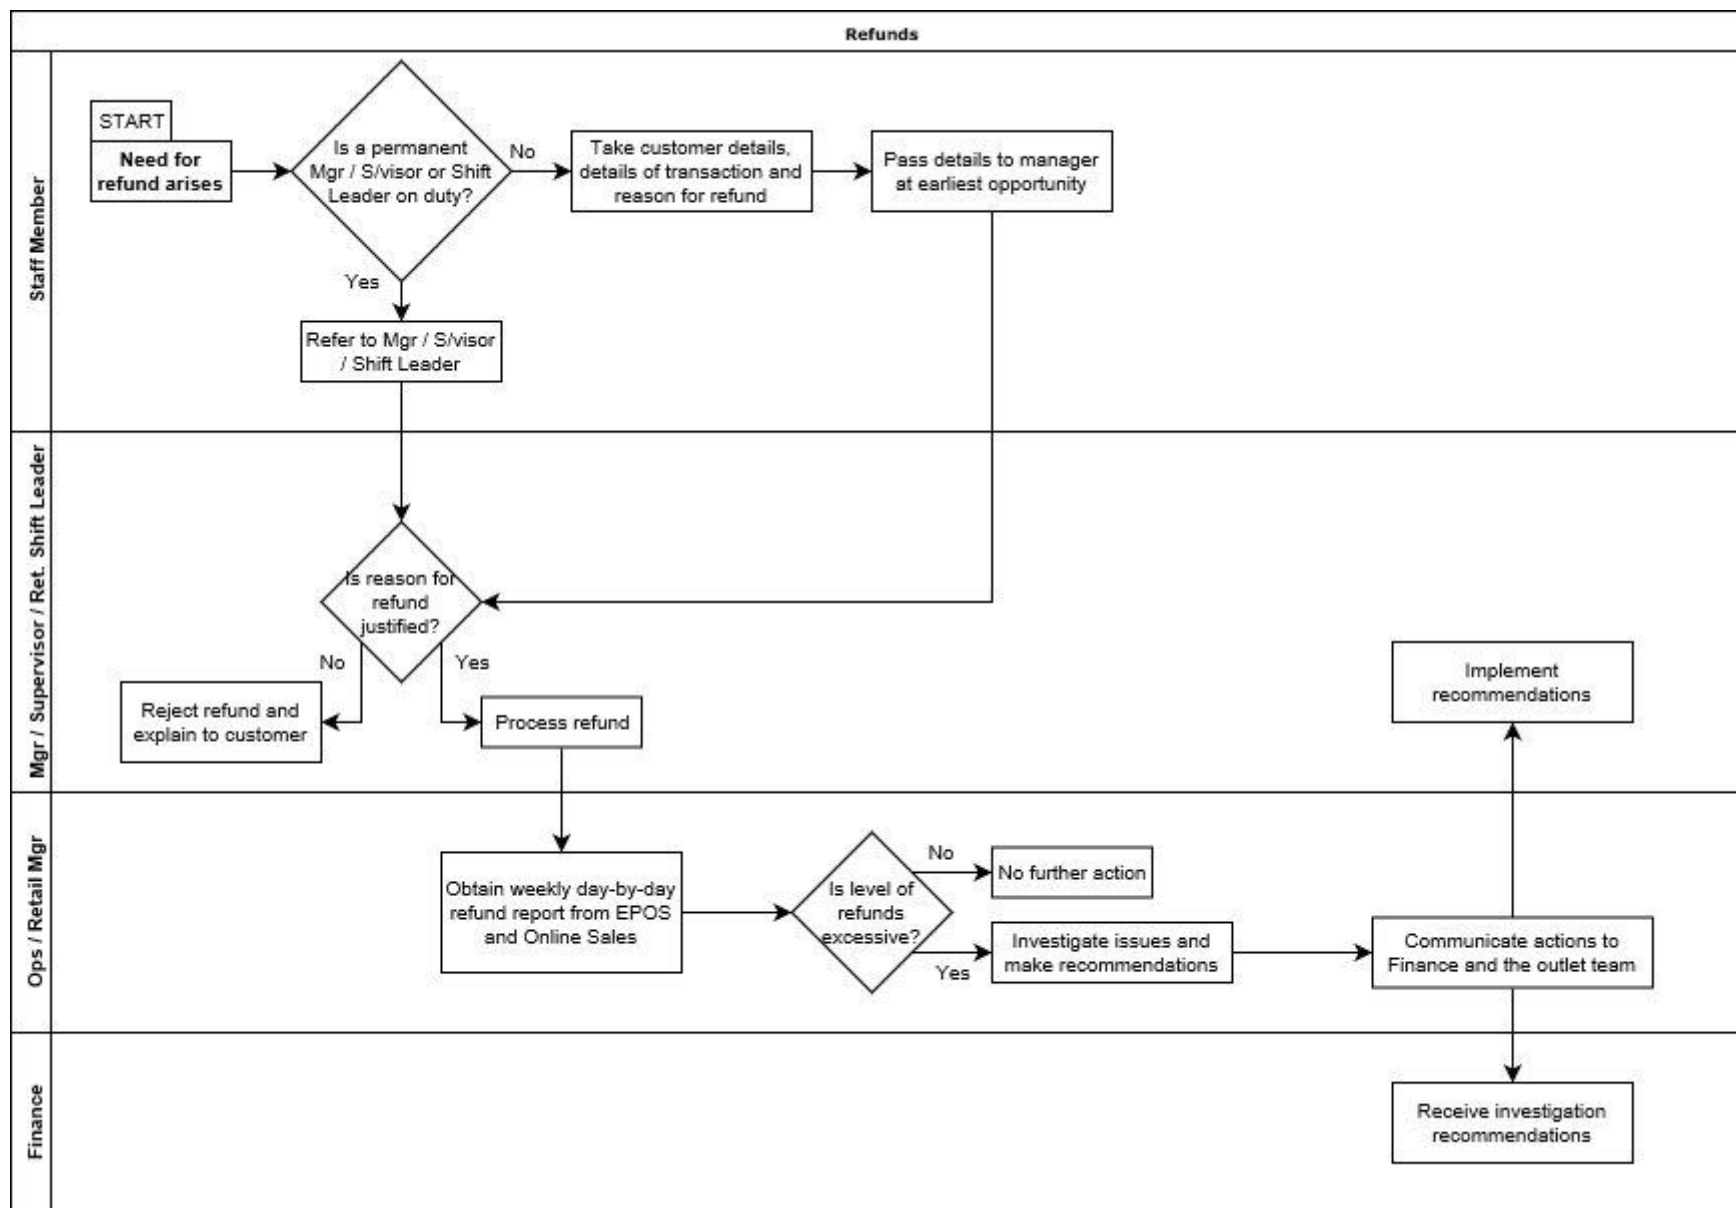 Refunds
Staff Member
START
Need for
refund arises
Is a permanent
Mgr / S/visor or Shift
Leader on duty?
No
Take customer details,
details of transaction and
reason for refund
Pass details to manager
at earliest opportunity
Yes
Refer to Mgr / S/visor
/ Shift Leader
Mgr / Supervisor / Ret. Shift Leader
Is reason for
refund
justified?
No
Yes
Reject refund and
explain to customer
Process refund
Implement
recommendations
Ops / Retail Mgr
Obtain weekly day-by-day
refund report from EPOS
and Online Sales
Is level of
refunds
excessive?
No
No further action
Yes
Investigate issues and
make recommendations
Communicate actions to
Finance and the outlet team
Finance
Receive investigation
recommendations